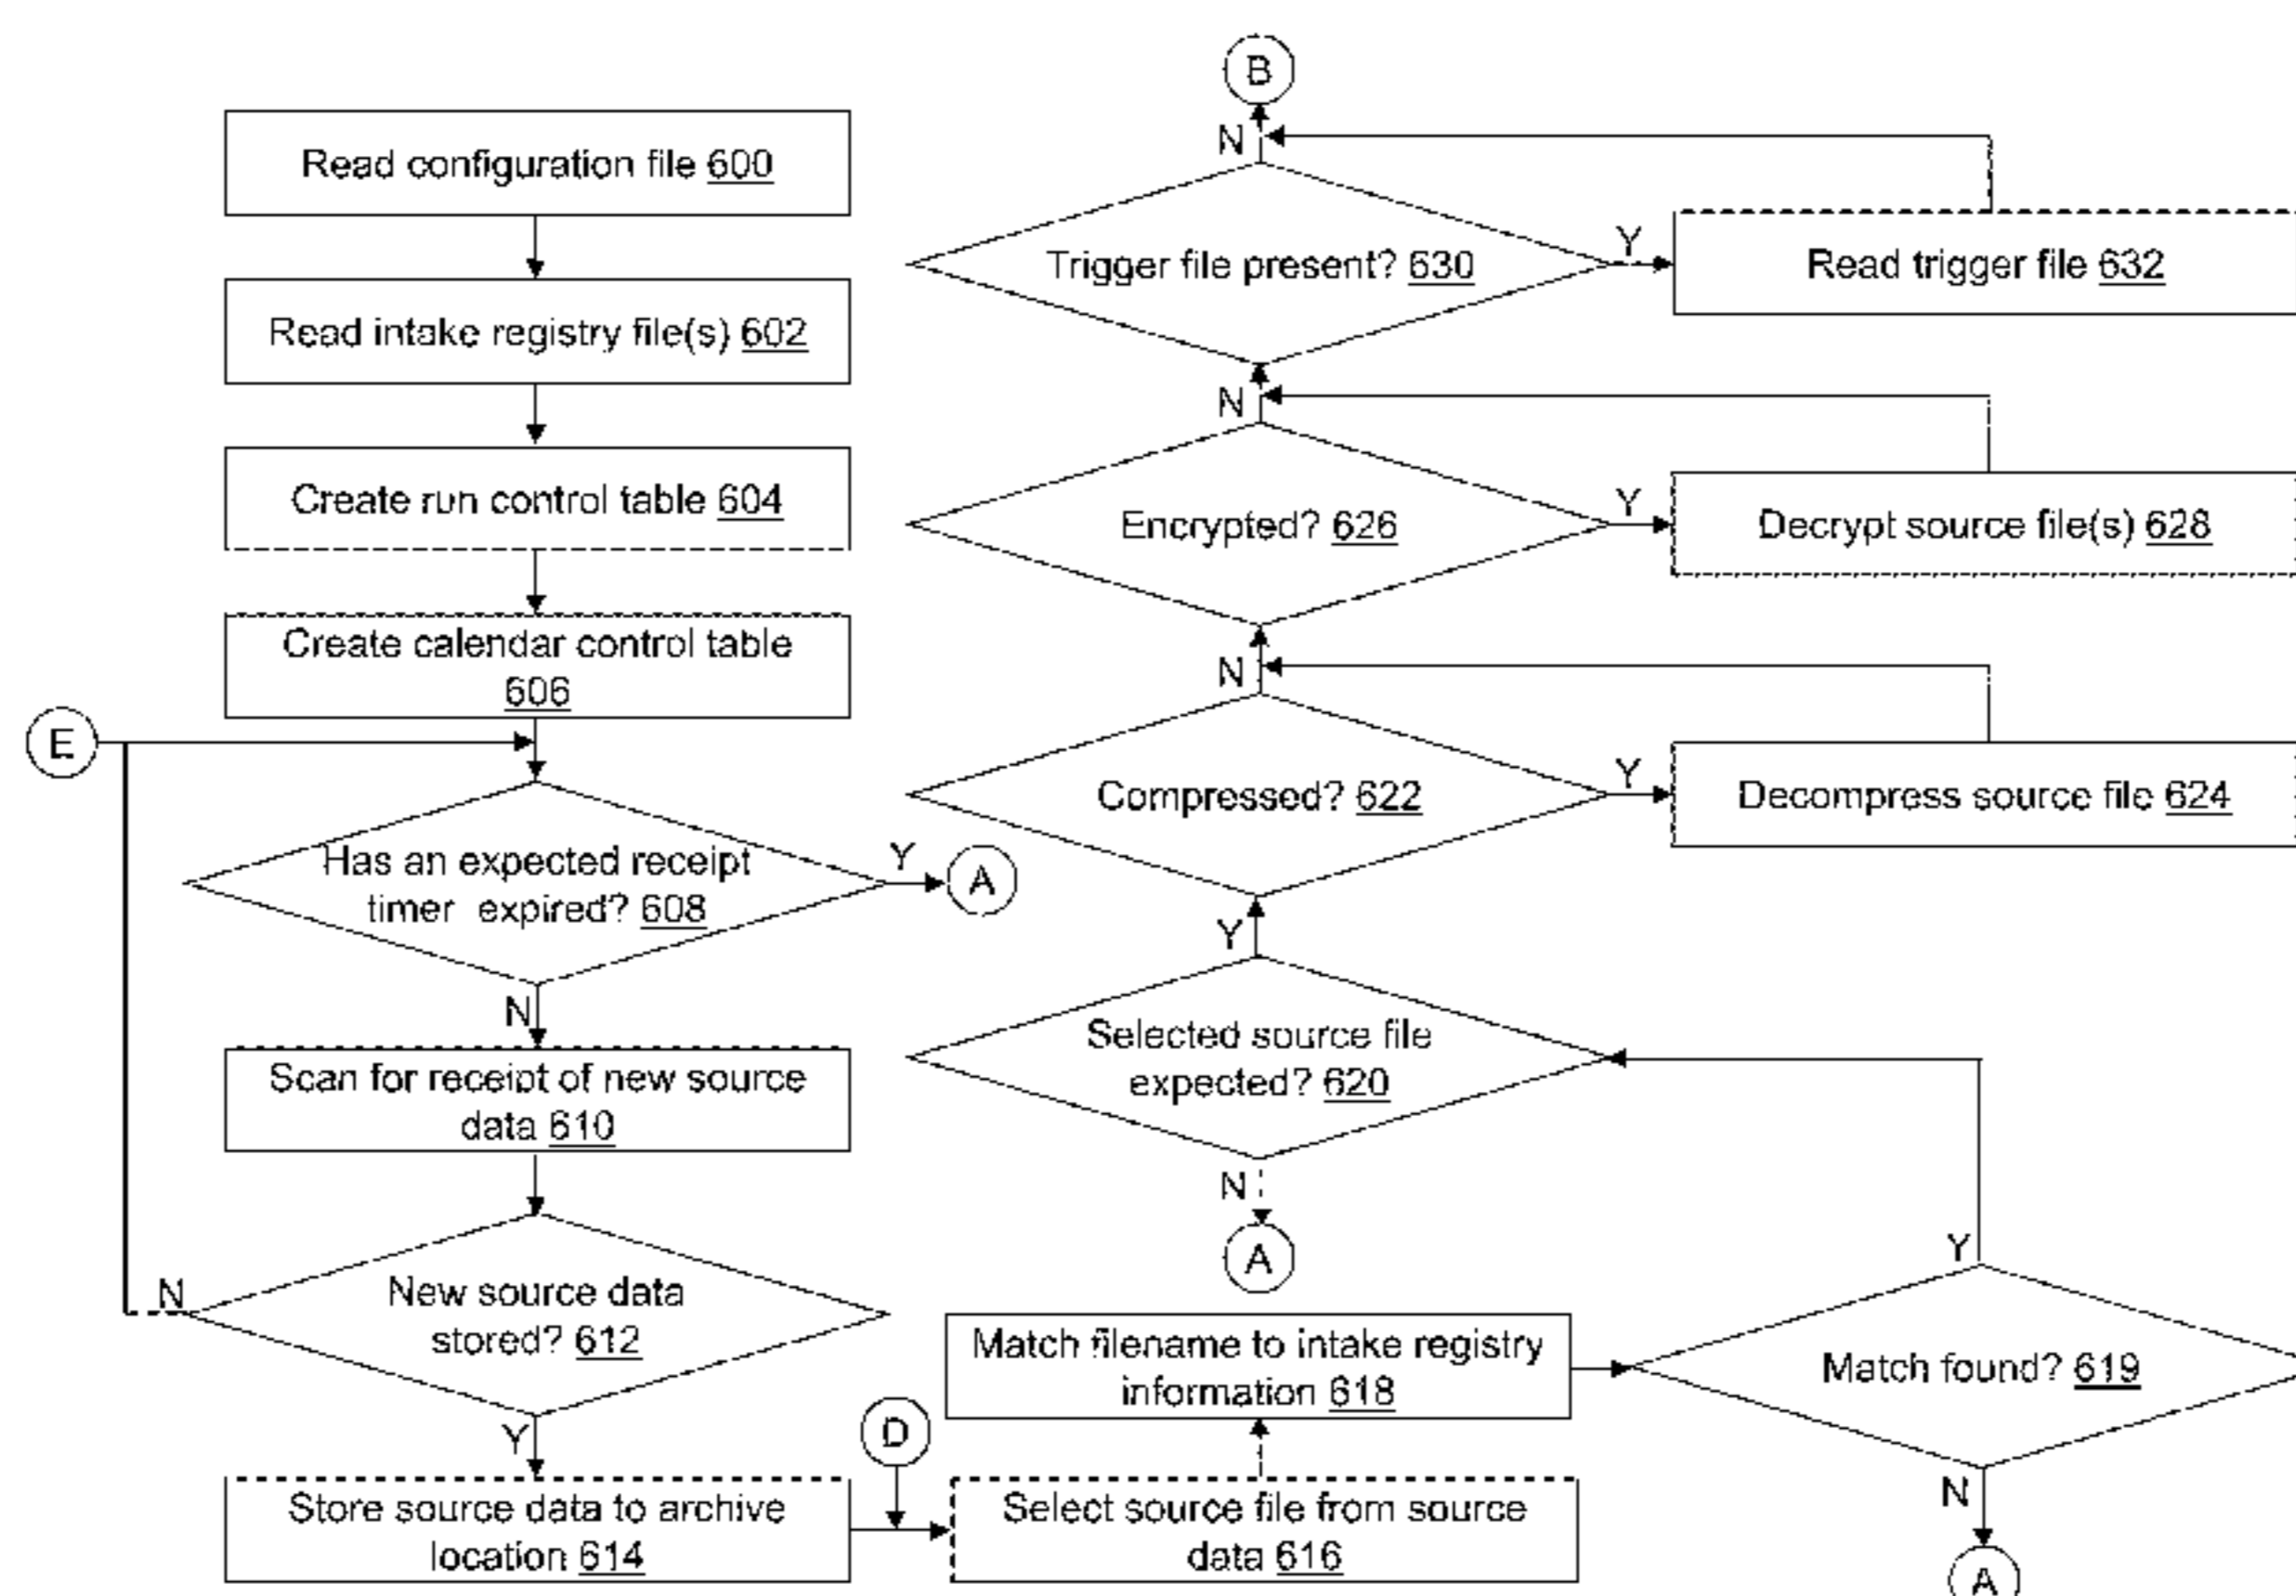 Read configuration file 600
Read intake registry file(s) 602
Create run control table 604
Create calendar control table
606
E
Has an expected receipt
timer expired? 608
Y
A
N
Scan for receipt of new source
data 610
New source data
stored? 612
N
Y
Store source data to archive
location 614
D
Select source file from source
data 616
Match filename to intake registry
information 618
Match found? 619
Y
N
A
Selected source file
expected? 620
N
A
Y
Compressed? 622
Y
Decompress source file 624
N
Encrypted? 626
Y
Decrypt source file(s) 628
N
Trigger file present? 630
Y
Read trigger file 632
N
B